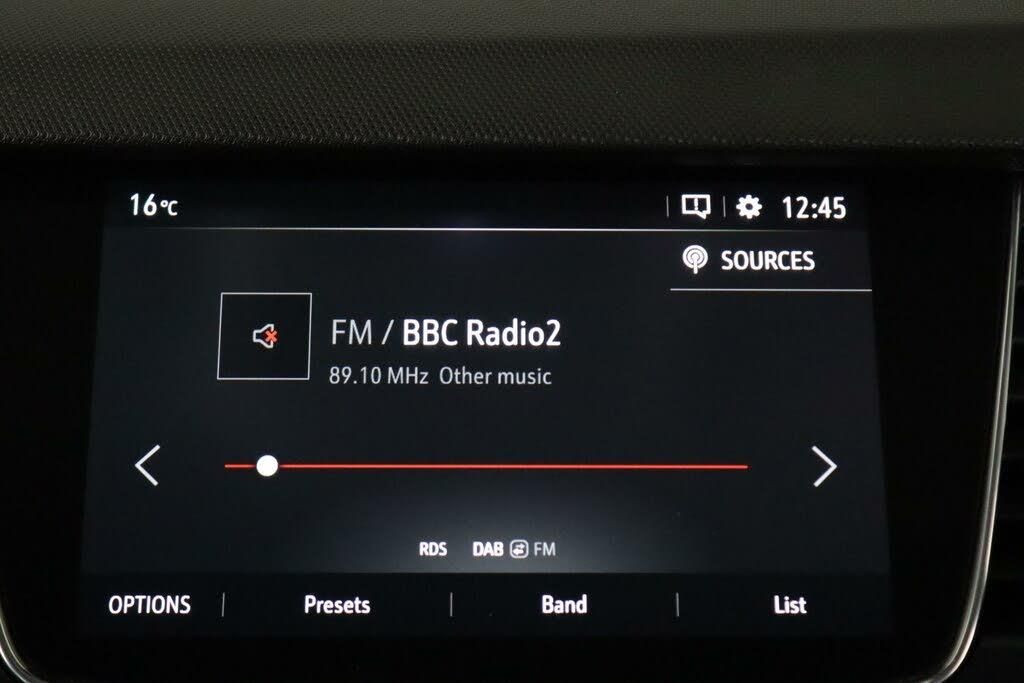 16°C 12:45
SOURCES
FM / BBC Radio2
89.10 MHz Other music
RDS DAB FM
OPTIONS Presets Band List